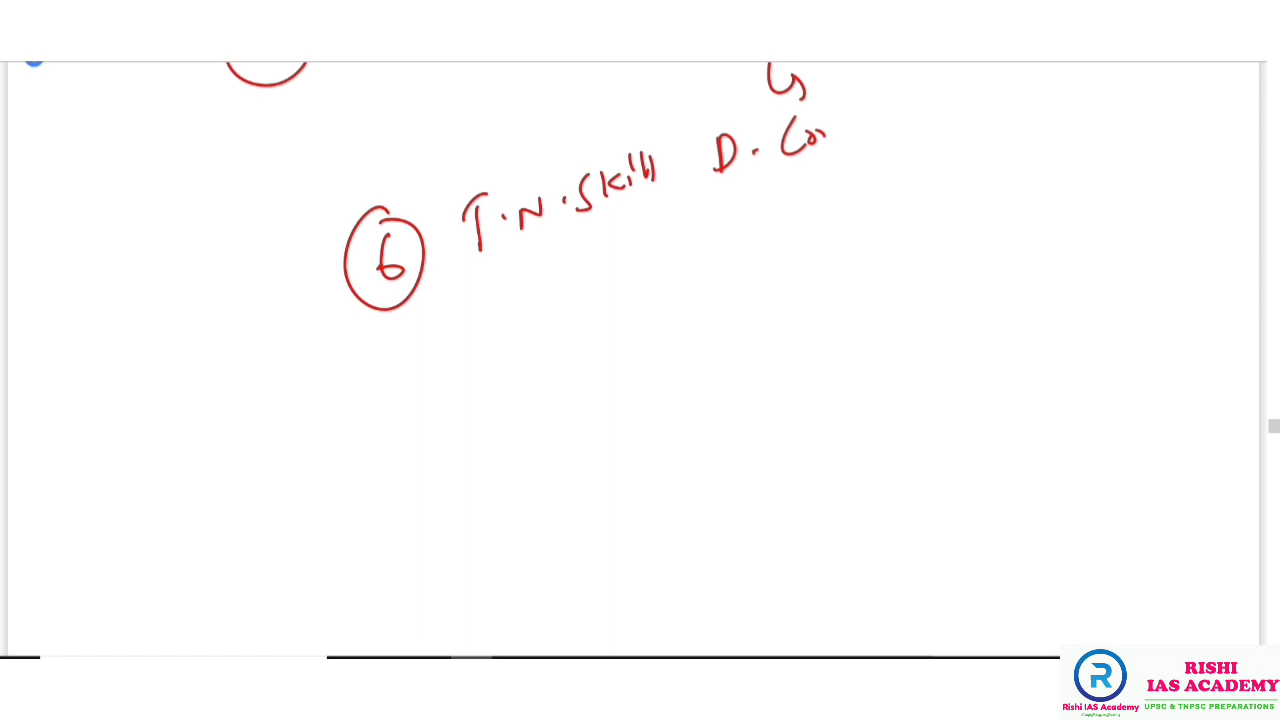 6 T.N.Skill D. Co
R
Rishi IAS Academy
RISHI
IAS ACADEMY
UPSC & TNPSC PREPARATIONS